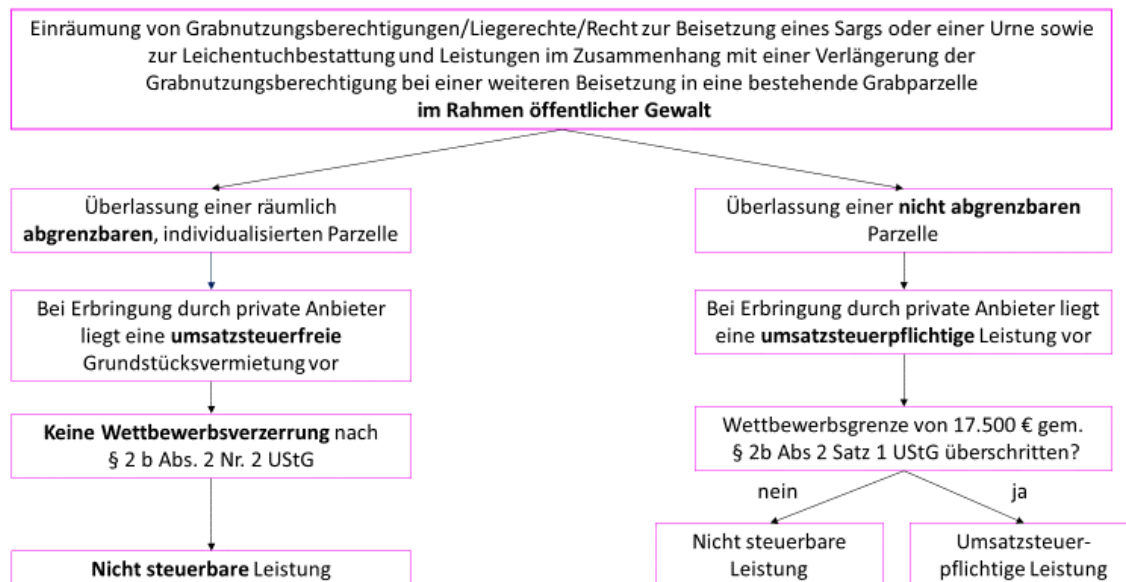 Einräumung von Grabnutzungsberechtigungen/Liegerechte/Recht zur Beisetzung eines Sargs oder einer Urne sowie
zur Leichentuchbestattung und Leistungen im Zusammenhang mit einer Verlängerung der
Grabnutzungsberechtigung bei einer weiteren Beisetzung in eine bestehende Grabparzelle
im Rahmen öffentlicher Gewalt
Überlassung einer räumlich
abgrenzbaren, individualisierten Parzelle
Bei Erbringung durch private Anbieter
liegt eine umsatzsteuerfreie
Grundstücksvermietung vor
Keine Wettbewerbsverzerrung nach
§ 2 b Abs. 2 Nr. 2 UStG
Nicht steuerbare Leistung
Überlassung einer nicht abgrenzbaren
Parzelle
Bei Erbringung durch private Anbieter liegt
eine umsatzsteuerpflichtige Leistung vor
Wettbewerbsgrenze von 17.500 € gem.
§ 2b Abs 2 Satz 1 UStG überschritten?
nein
ja
Nicht steuerbare
Leistung
Umsatzsteuer-
pflichtige Leistung